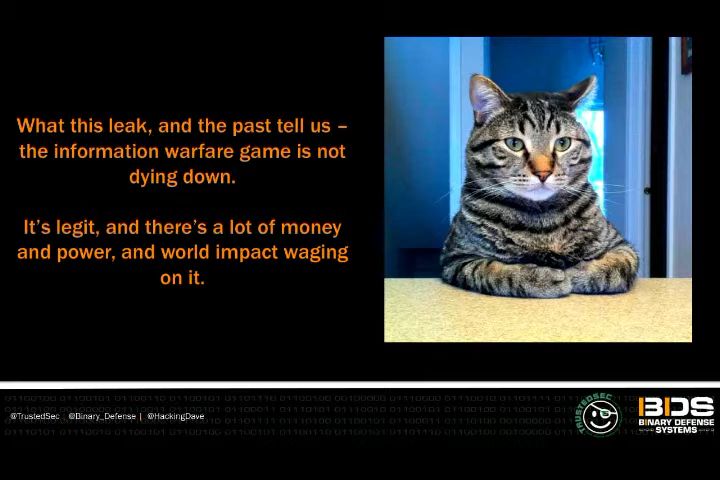 What this leak, and the past tell us –
the information warfare game is not
dying down.
It's legit, and there's a lot of money
and power, and world impact waging
on it.
@TrustedSec | @Binary_Defense | @HackingDave
TRUSTEDSEC
BDS
BINARY DEFENSE
SYSTEMS